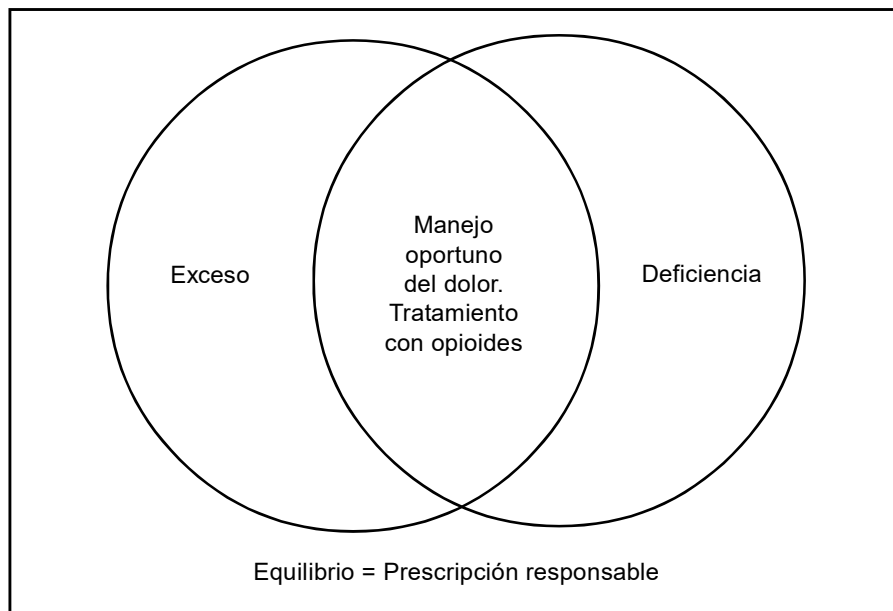 Exceso
Manejo
oportuno
del dolor.
Tratamiento
con opioides
Deficiencia
Equilibrio = Prescripción responsable